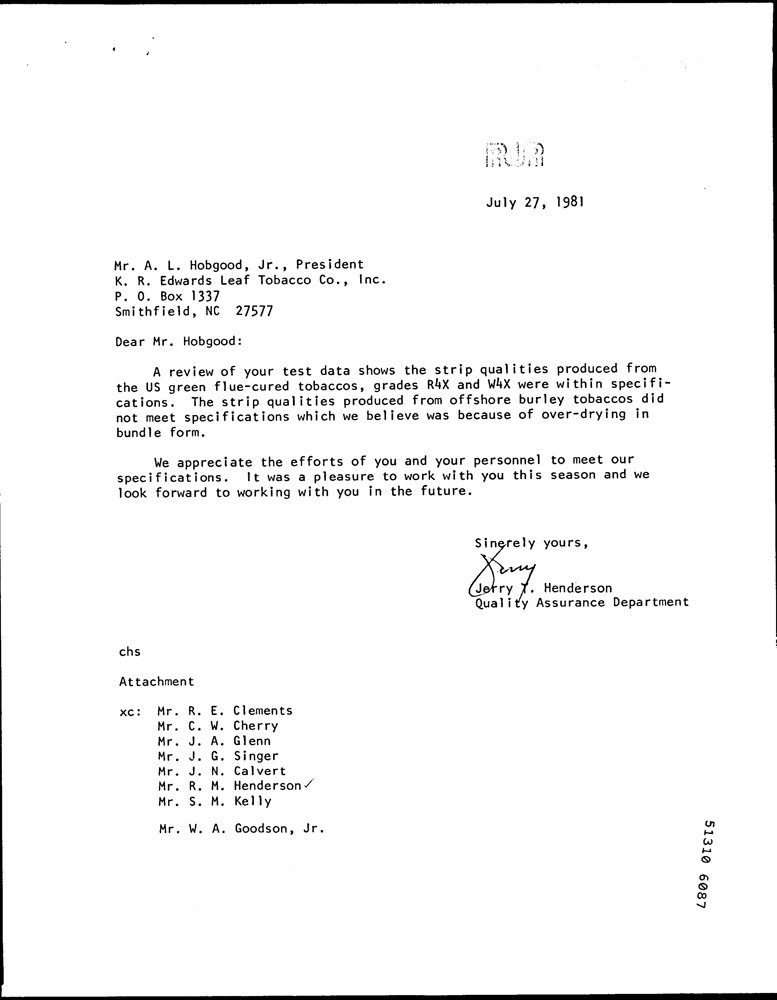 RJR
July 27, 1981
Mr. A. L. Hobgood, Jr., President
K. R. Edwards Leaf Tobacco Co., Inc.
P. O. Box 1337
Smithfield, NC 27577
Dear Mr. Hobgood:
A review of your test data shows the strip qualities produced from
the US green flue-cured tobaccos, grades R4X and W4X were within specifi-
cations. The strip qualities produced from offshore burley tobaccos did
not meet specifications which we believe was because of over-drying in
bundle form.
We appreciate the efforts of you and your personnel to meet our
specifications. It was a pleasure to work with you this season and we
look forward to working with you in the future.
Sinerely yours,
Jerry
Jerry T. Henderson
Quality Assurance Department
chs
Attachment
xc: Mr. R. E. Clements
Mr. C. W. Cherry
Mr. J. A. Glenn
Mr. J. G. Singer
Mr. J. N. Calvert
Mr. R. M. Henderson ✓
Mr. S. M. Kelly
Mr. W. A. Goodson, Jr.
51310 6087